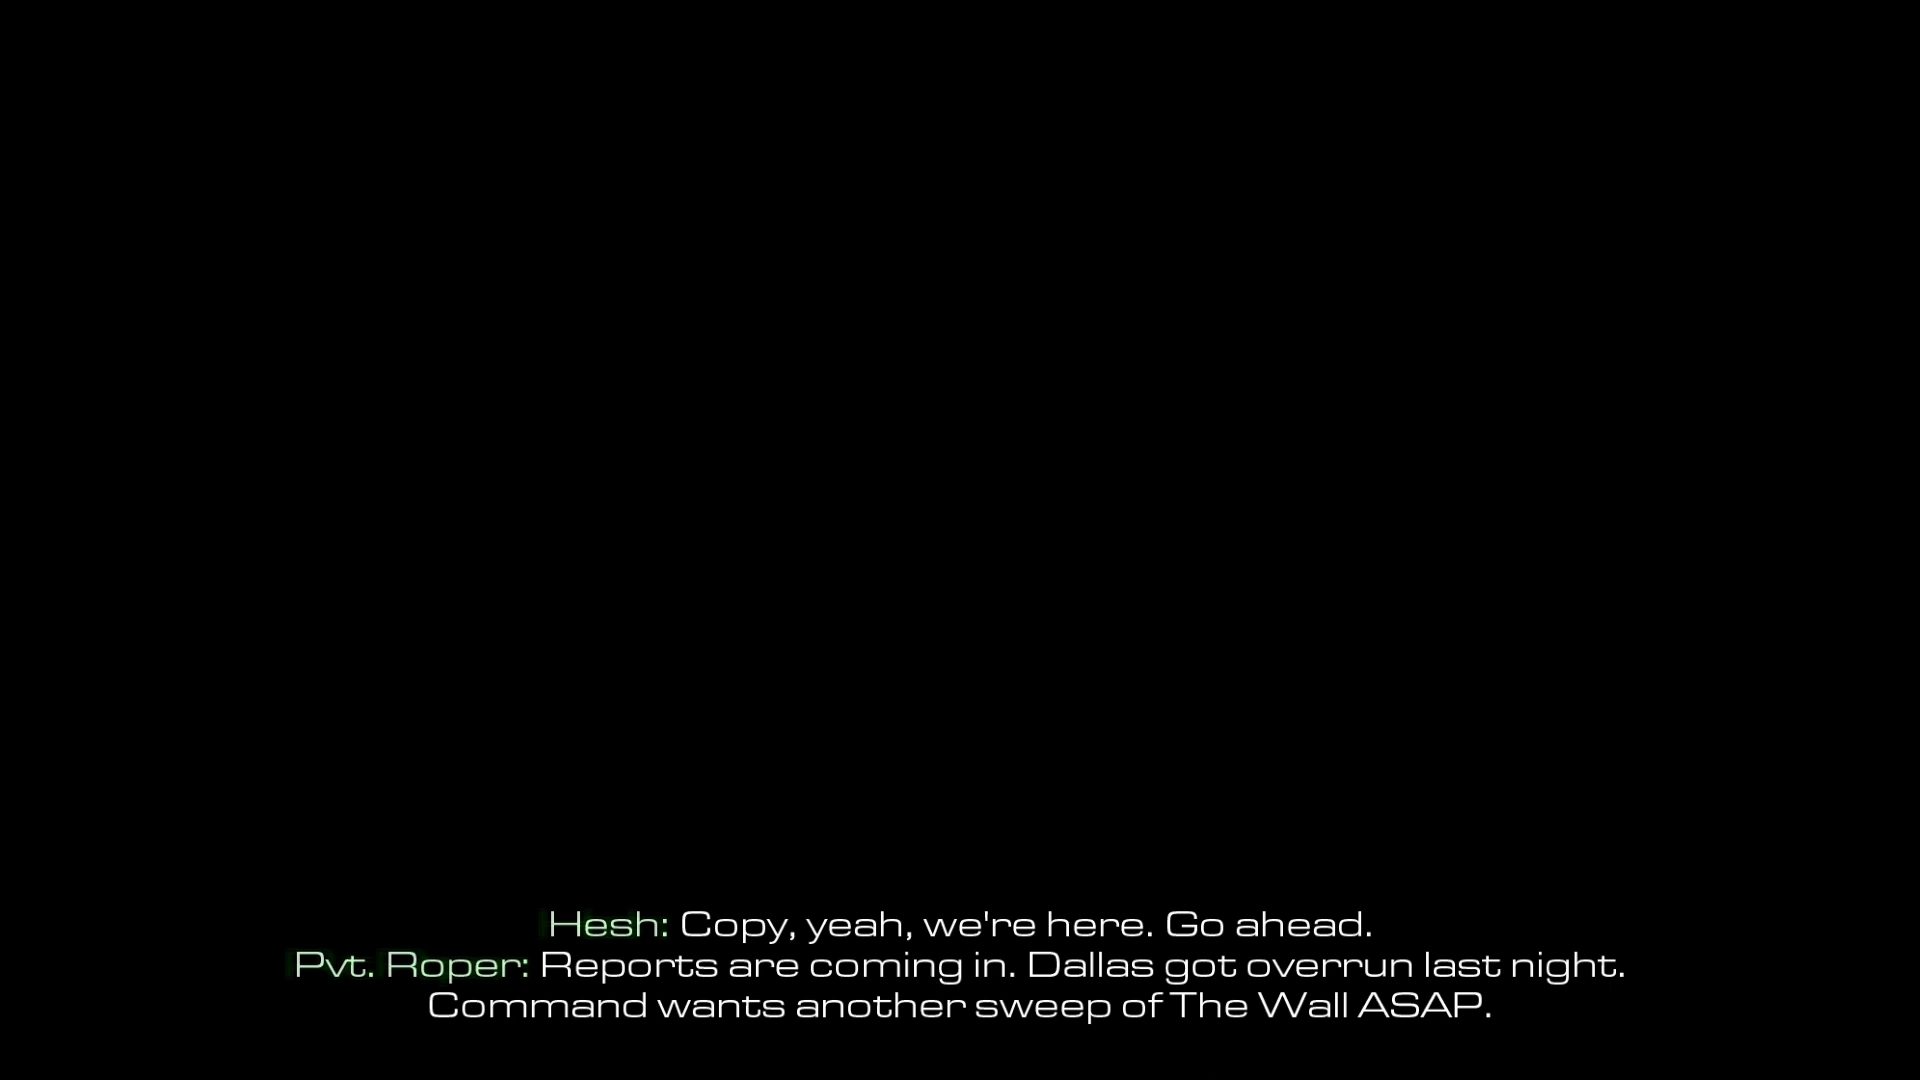 Hesh: Copy, yeah, we're here. Go ahead.
Pvt. Roper: Reports are coming in. Dallas got overrun last night.
Command wants another sweep of The Wall ASAP.